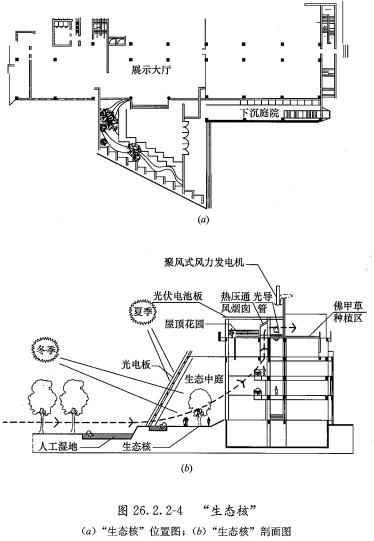 展示大厅
下沉庭院
(a)
聚风式风力发电机
光伏电池板
热压通风烟囱
光导管
佛甲草种植区
夏季
屋顶花园
冬季
光电板
生态中庭
人工湿地
生态核
(b)
图 26.2.2-4 “生态核”
(a)“生态核”位置图；(b)“生态核”剖面图